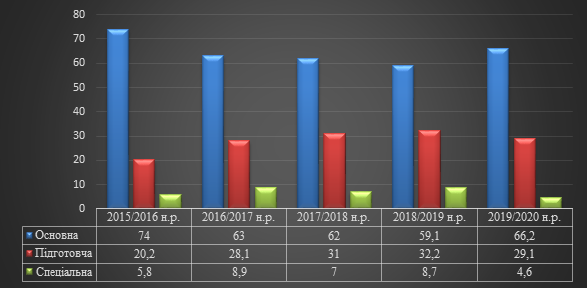 80
70
60
50
40
30
20
10
0
2015/2016 н.р. 2016/2017 н.р. 2017/2018 н.р. 2018/2019 н.р. 2019/2020 н.р.
Основна 74 63 62 59,1 66,2
Підготовча 20,2 28,1 31 32,2 29,1
Спеціальна 5,8 8,9 7 8,7 4,6